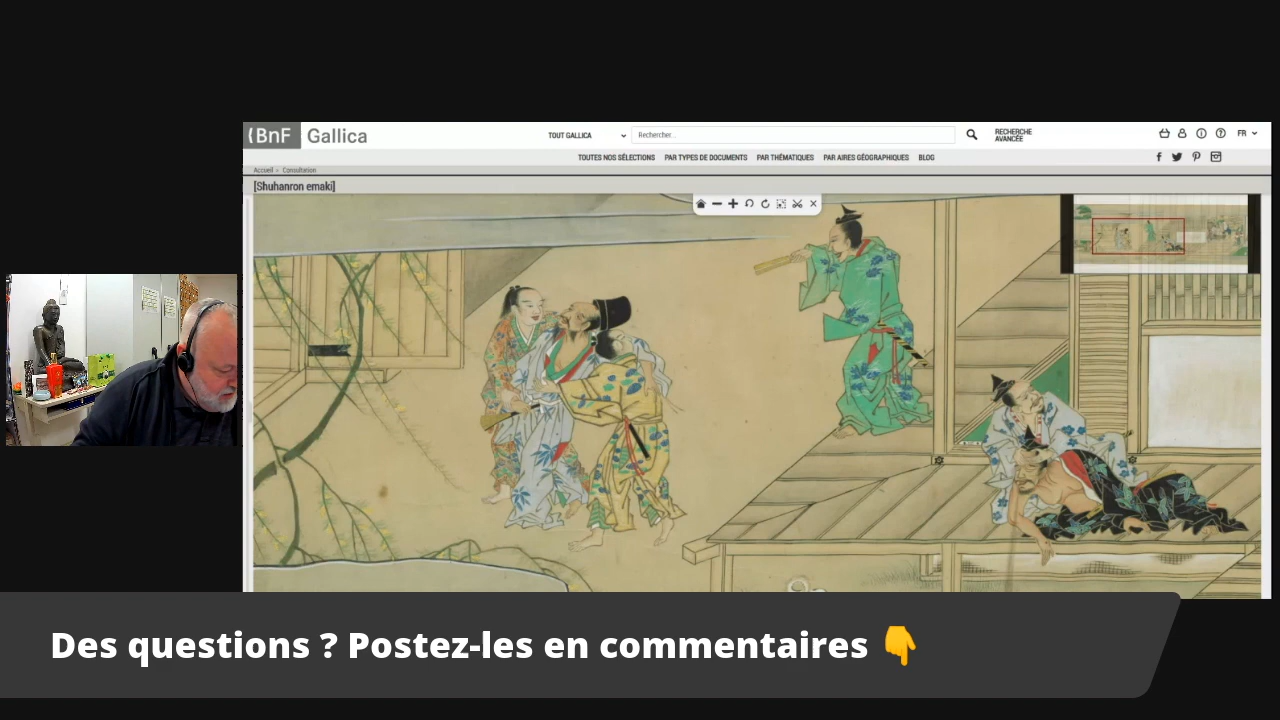 (BnF Gallica
TOUT GALLICA
Rechercher ..
RECHERCHE
AVANCÉE
FR
TOUTES NOS SÉLECTIONS PAR TYPES DE DOCUMENTS PAR THÉMATIQUES PAR AIRES GÉOGRAPHIQUES BLOG
Accueil › Consultation
[Shuhanron emaki]
Des questions ? Postez-les en commentaires 👇